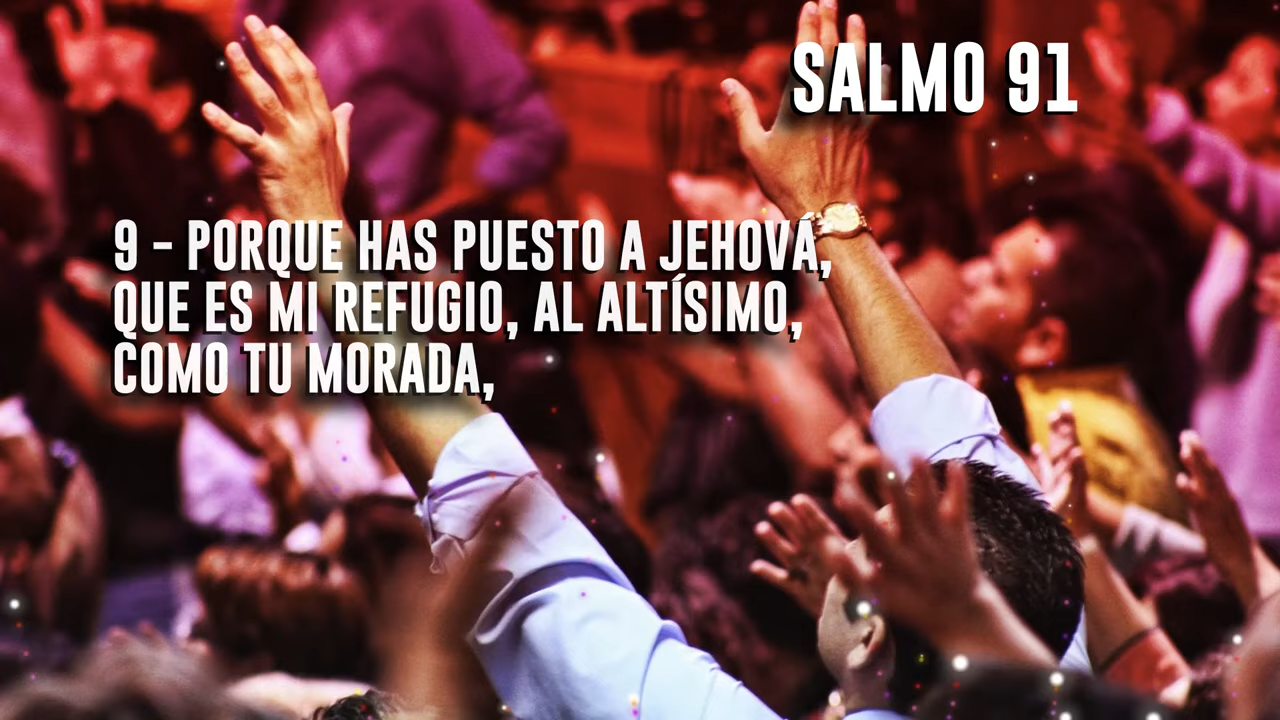 SALMO 91
9 - PORQUE HAS PUESTO A JEHOVÁ,
QUE ES MI REFUGIO, AL ALTÍSIMO,
COMO TU MORADA,